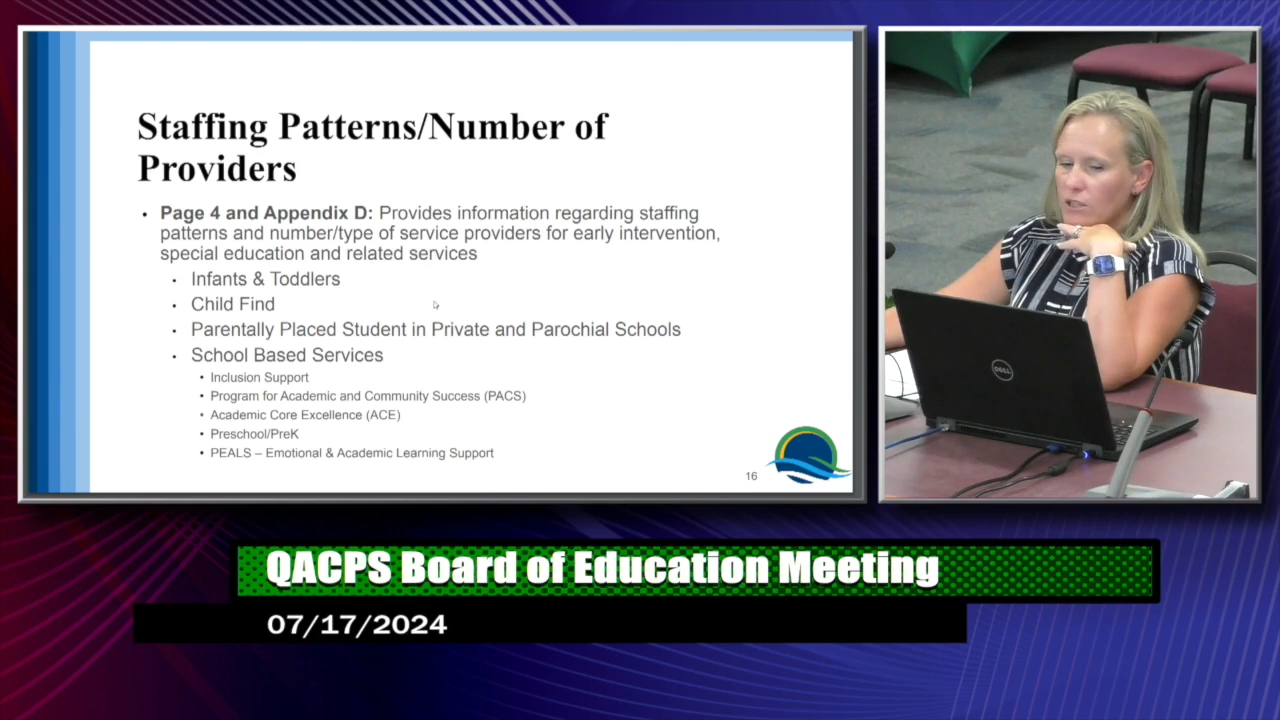 Staffing Patterns/Number of
Providers
• Page 4 and Appendix D: Provides information regarding staffing
patterns and number/type of service providers for early intervention,
special education and related services
• Infants & Toddlers
• Child Find
• Parentally Placed Student in Private and Parochial Schools
• School Based Services
• Inclusion Support
• Program for Academic and Community Success (PACS)
• Academic Core Excellence (ACE)
• Preschool/PreK
• PEALS – Emotional & Academic Learning Support
16
DELL
QACPS Board of Education Meeting
07/17/2024